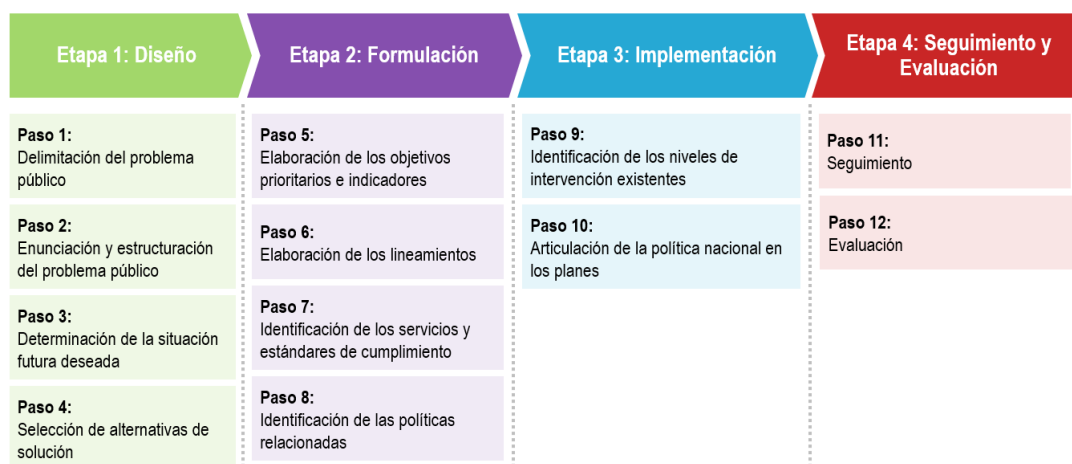 Etapa 1: Diseño
Etapa 2: Formulación
Etapa 3: Implementación
Etapa 4: Seguimiento y
Evaluación
Paso 1:
Delimitación del problema
público
Paso 2:
Enunciación y estructuración
del problema público
Paso 3:
Determinación de la situación
futura deseada
Paso 4:
Selección de alternativas de
solución
Paso 5:
Elaboración de los objetivos
prioritarios e indicadores
Paso 6:
Elaboración de los lineamientos
Paso 7:
Identificación de los servicios y
estándares de cumplimiento
Paso 8:
Identificación de las políticas
relacionadas
Paso 9:
Identificación de los niveles de
intervención existentes
Paso 10:
Articulación de la política nacional en
los planes
Paso 11:
Seguimiento
Paso 12:
Evaluación